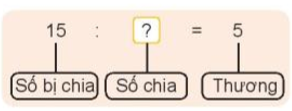 15 : ? = 5
Số bị chia Số chia Thương